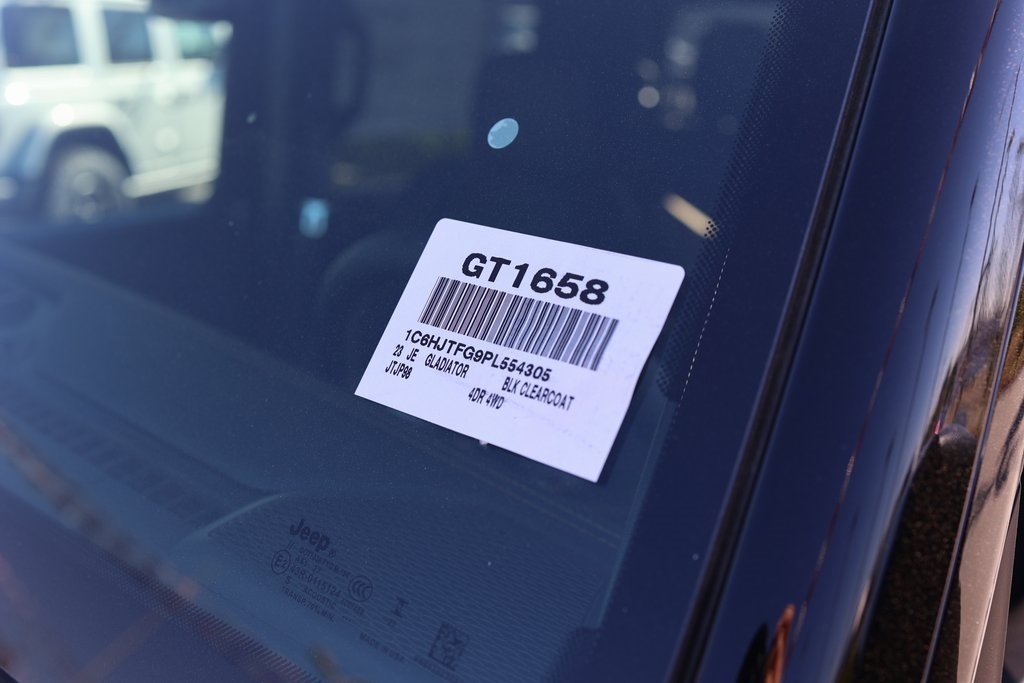 GT1658
1C6HJTFG9PL554305
23 JE GLADIATOR BLK CLEARCOAT
JTJP98 4DR 4WD
Jeep